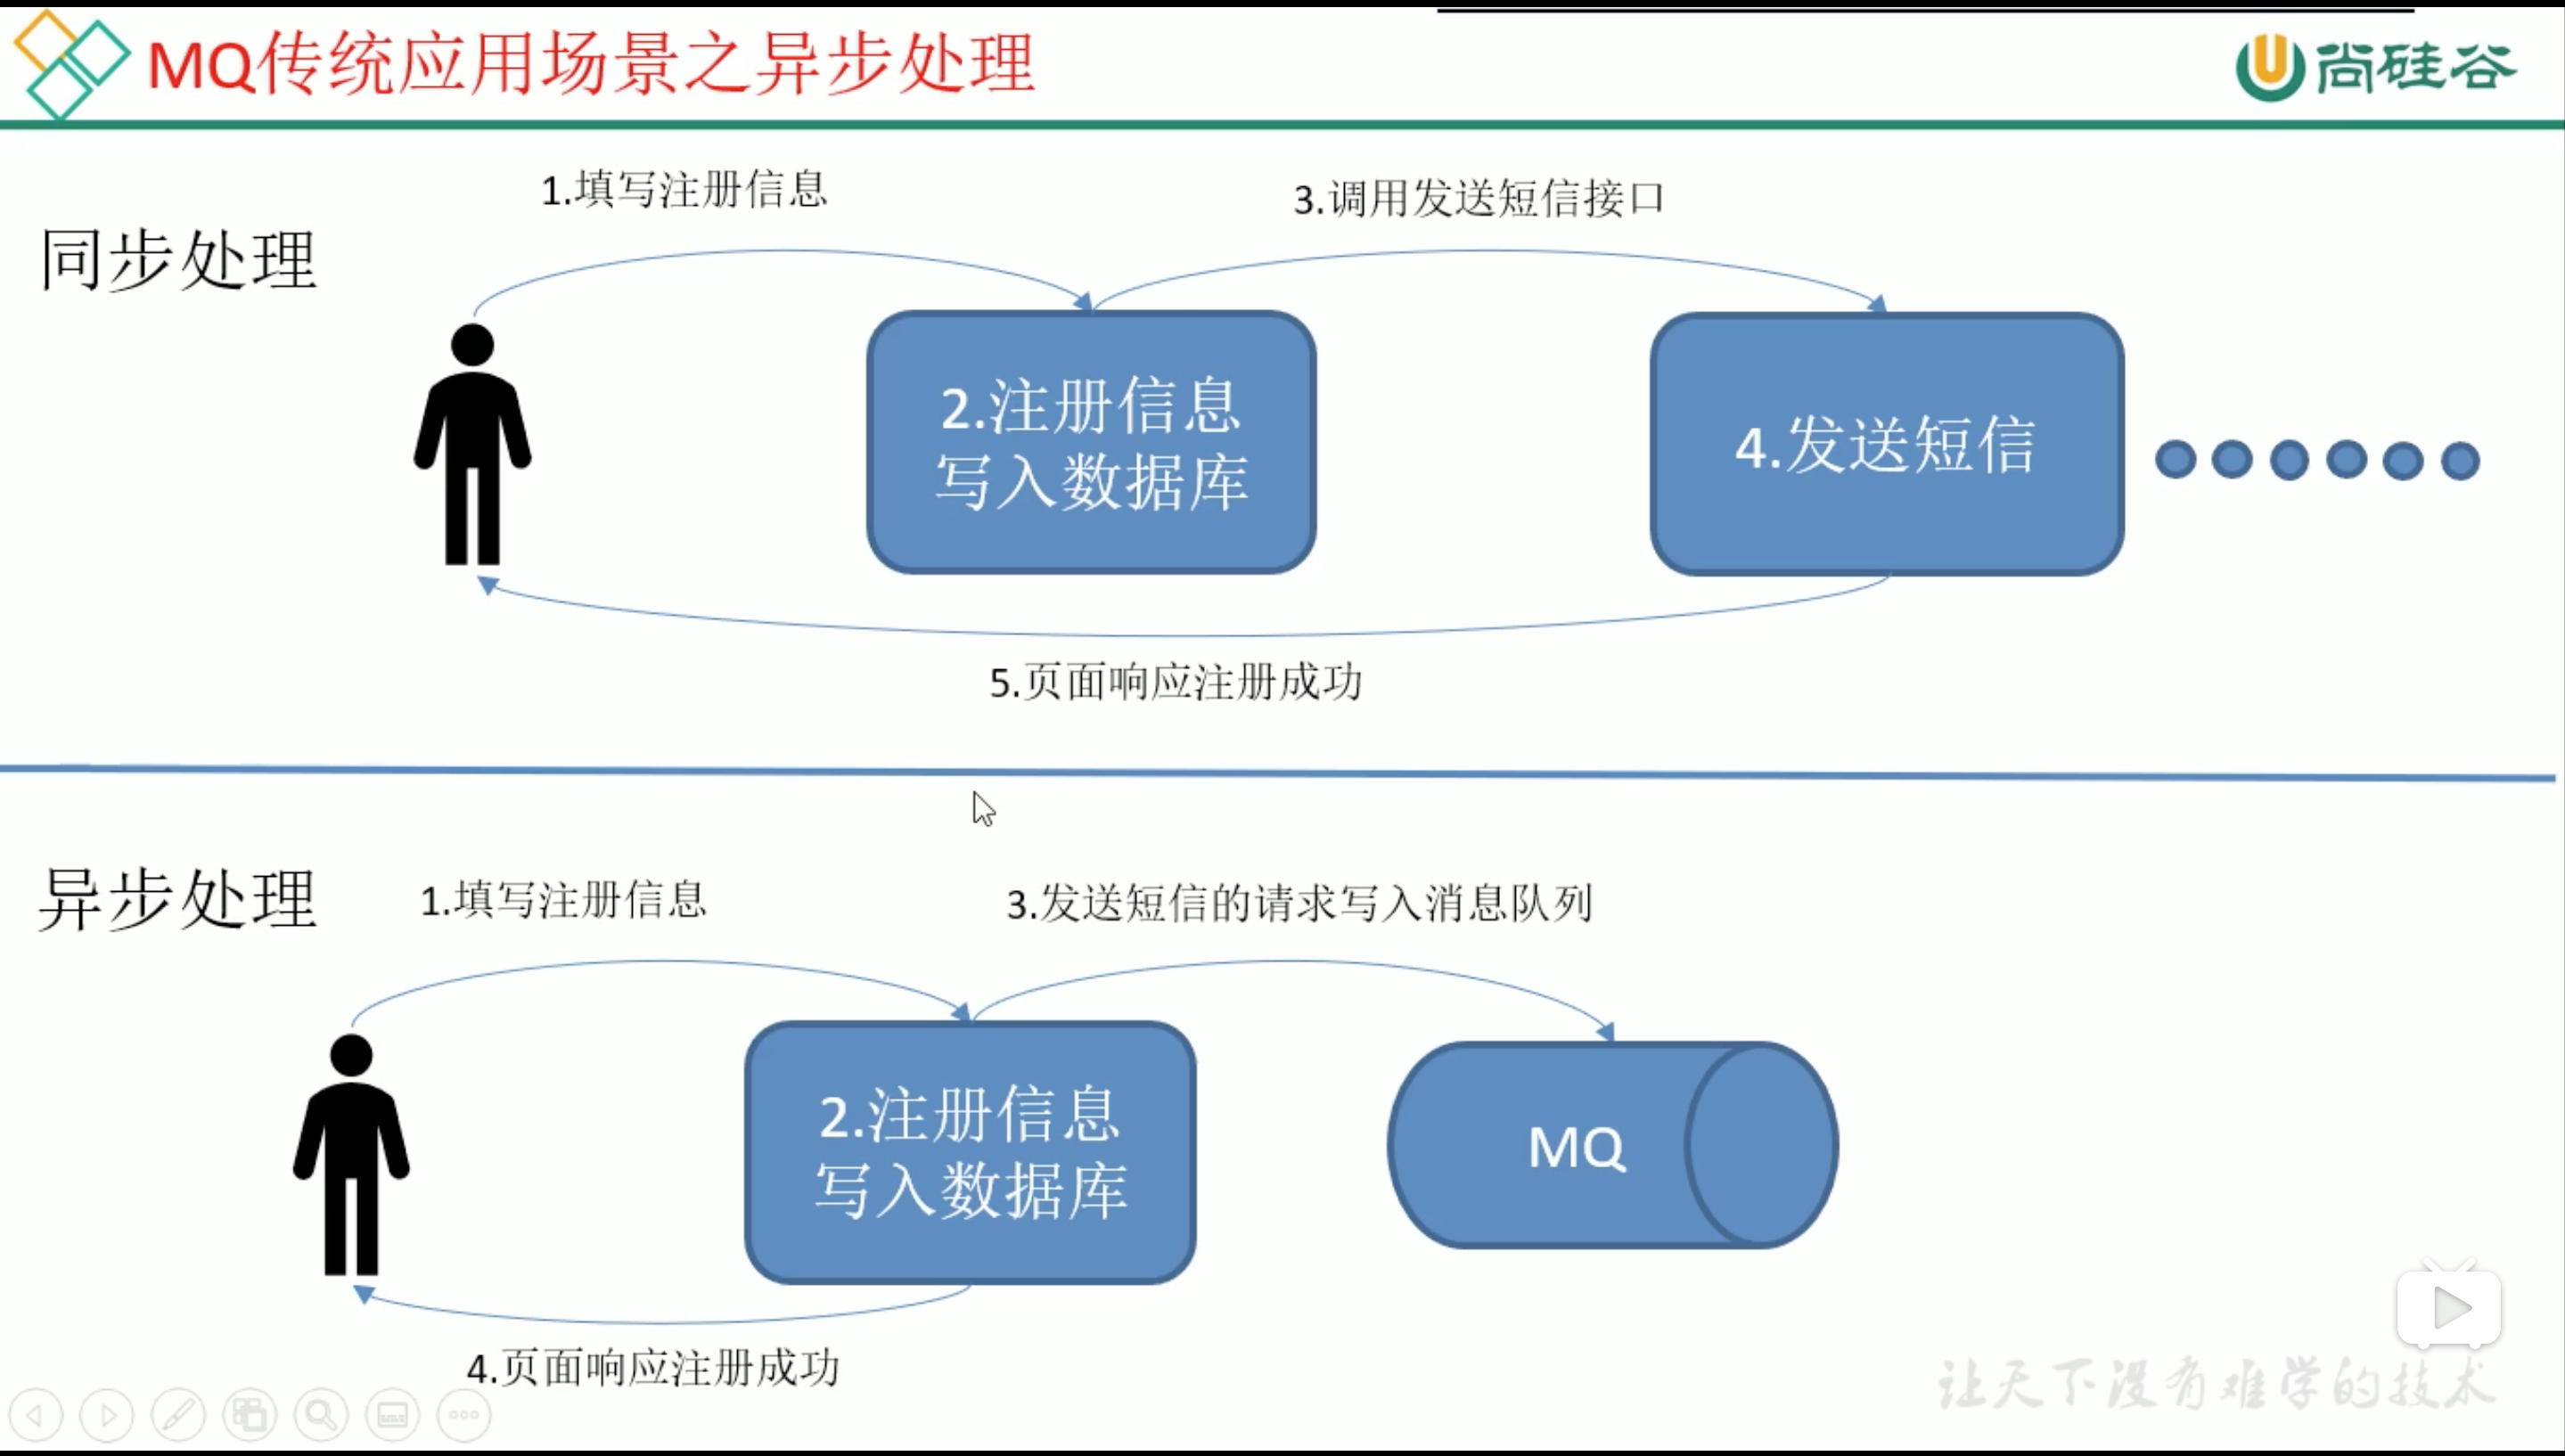 MQ传统应用场景之异步处理
尚硅谷
1.填写注册信息
3.调用发送短信接口
同步处理
2.注册信息
写入数据库
4.发送短信
5.页面响应注册成功
异步处理
1.填写注册信息
3.发送短信的请求写入消息队列
2.注册信息
写入数据库
MQ
4.页面响应注册成功
让天下没有难学的技术